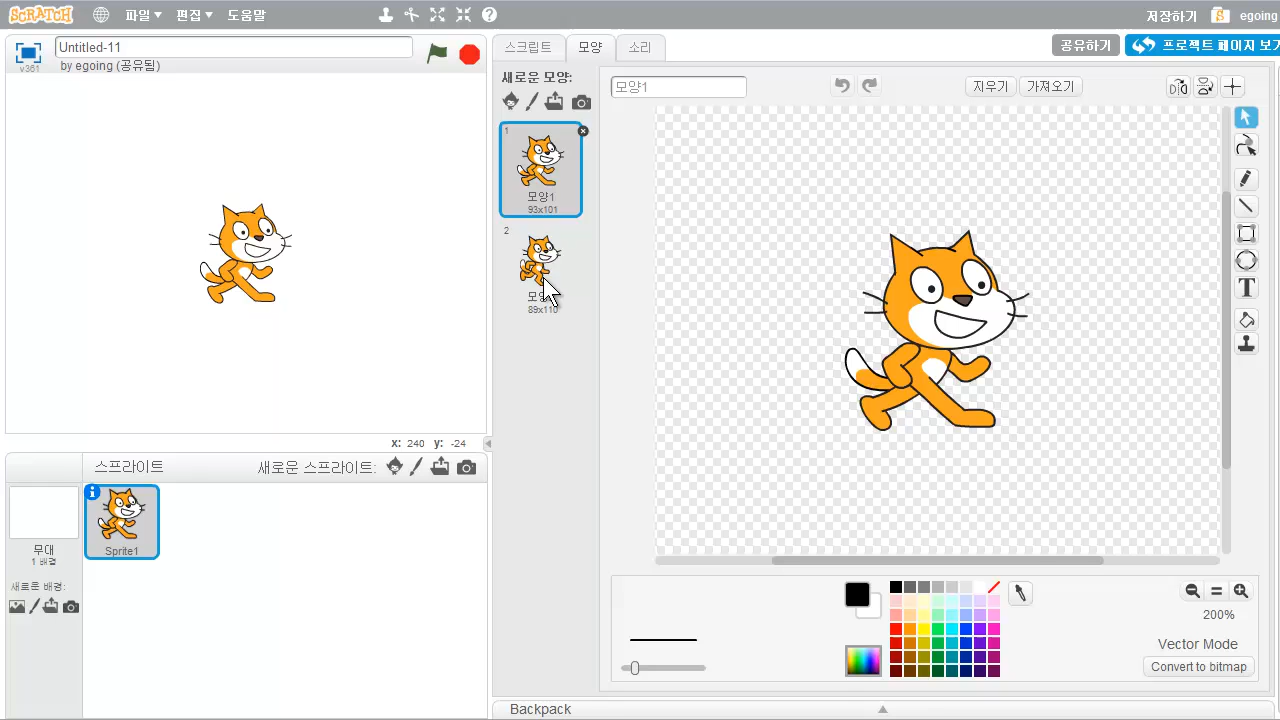 SCRATCH 파일▼ 편집▼ 도움말 저장하기 egoing
Untitled-11
v361
by egoing (공유됨)
스크립트 모양 소리
공유하기 프로젝트 페이지 보기
새로운 모양:
모양1
지우기 가져오기
1
모양1
93x101
2
89x110
T
x: 240 y: -24
스프라이트 새로운 스프라이트:
Sprite1
무대
1 배경
새로운 배경:
200%
Vector Mode
Convert to bitmap
Backpack